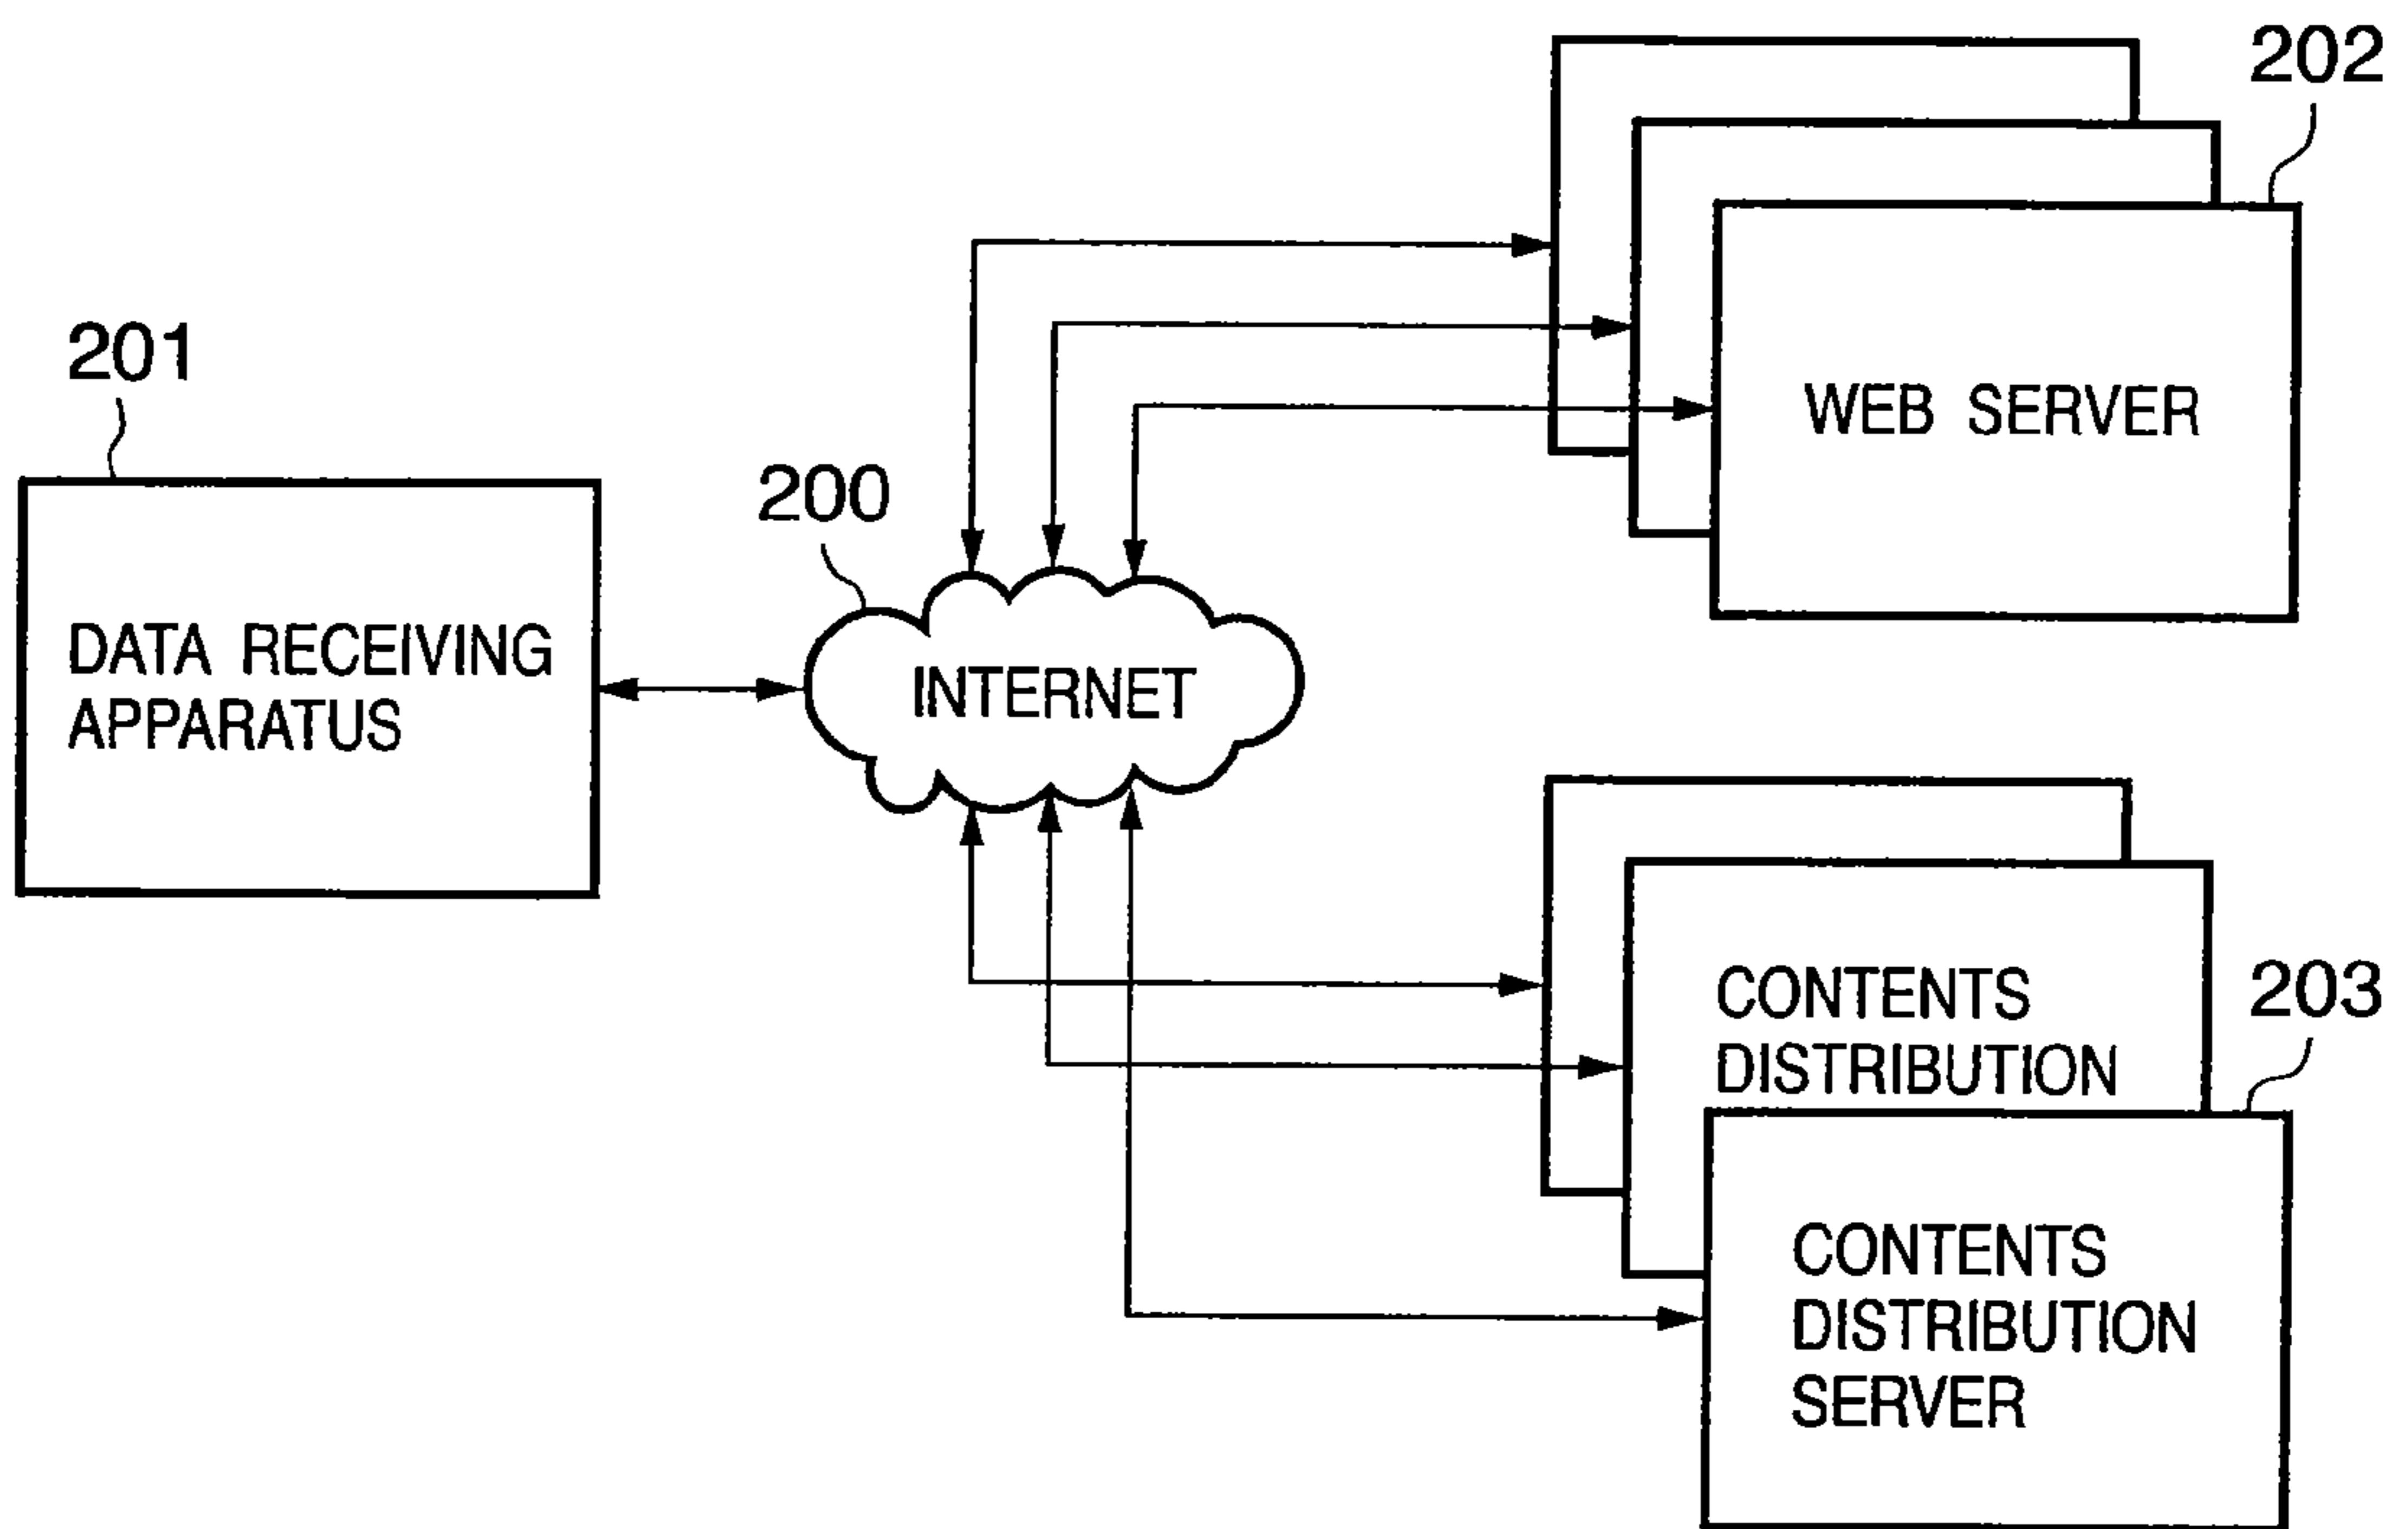 202
201
WEB SERVER
200
DATA RECEIVING
APPARATUS
INTERNET
CONTENTS
DISTRIBUTION
203
CONTENTS
DISTRIBUTION
SERVER